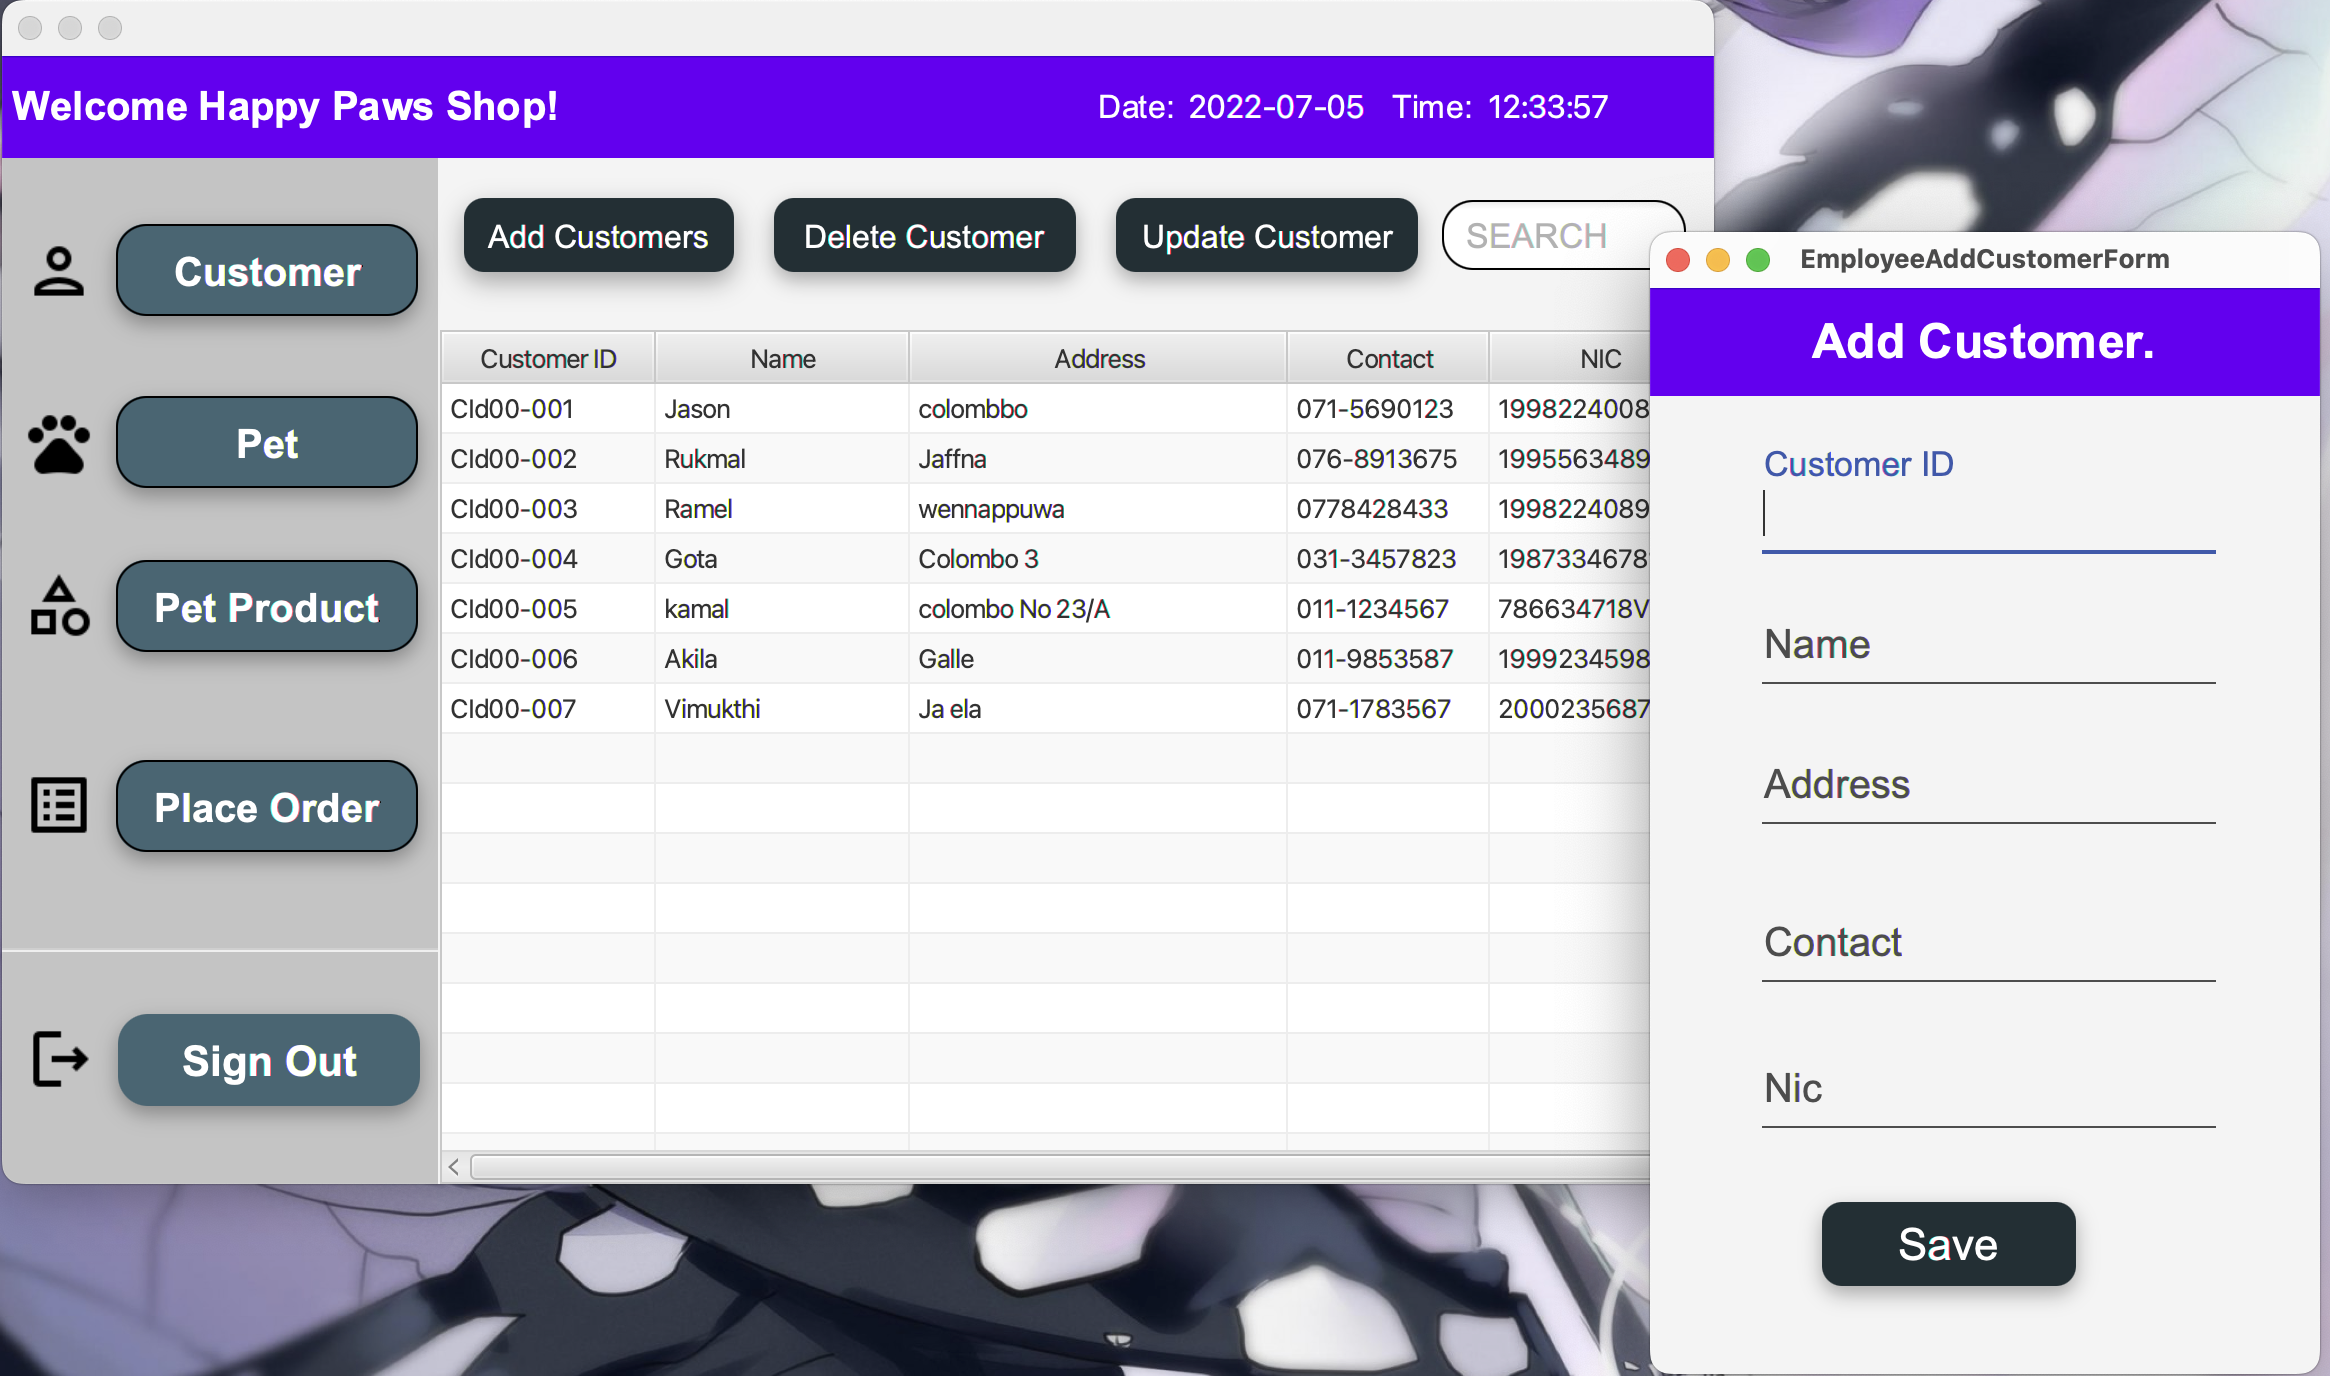 Welcome Happy Paws Shop!
Date: 2022-07-05 Time: 12:33:57
Customer
Pet
Pet Product
Place Order
Sign Out
Add Customers Delete Customer Update Customer SEARCH
Customer ID Name Address Contact NIC
CId00-001 Jason colombbo 071-5690123 1998224008
CId00-002 Rukmal Jaffna 076-8913675 1995563489
CId00-003 Ramel wennappuwa 0778428433 1998224089
CId00-004 Gota Colombo 3 031-3457823 1987334678
CId00-005 kamal colombo No 23/A 011-1234567 786634718V
CId00-006 Akila Galle 011-9853587 1999234598
CId00-007 Vimukthi Ja ela 071-1783567 2000235687
EmployeeAddCustomerForm
Add Customer.
Customer ID
Name
Address
Contact
Nic
Save